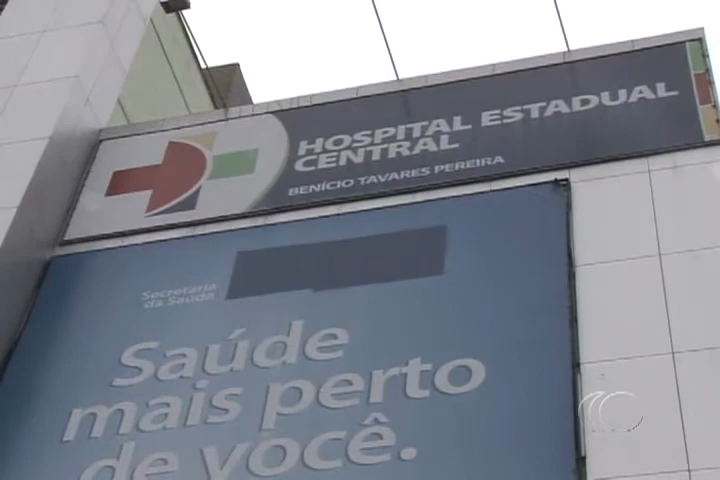 HOSPITAL ESTADUAL
CENTRAL
BENÍCIO TAVARES PEREIRA
Secretaria
da Saúde
Saúde
mais perto
de você.